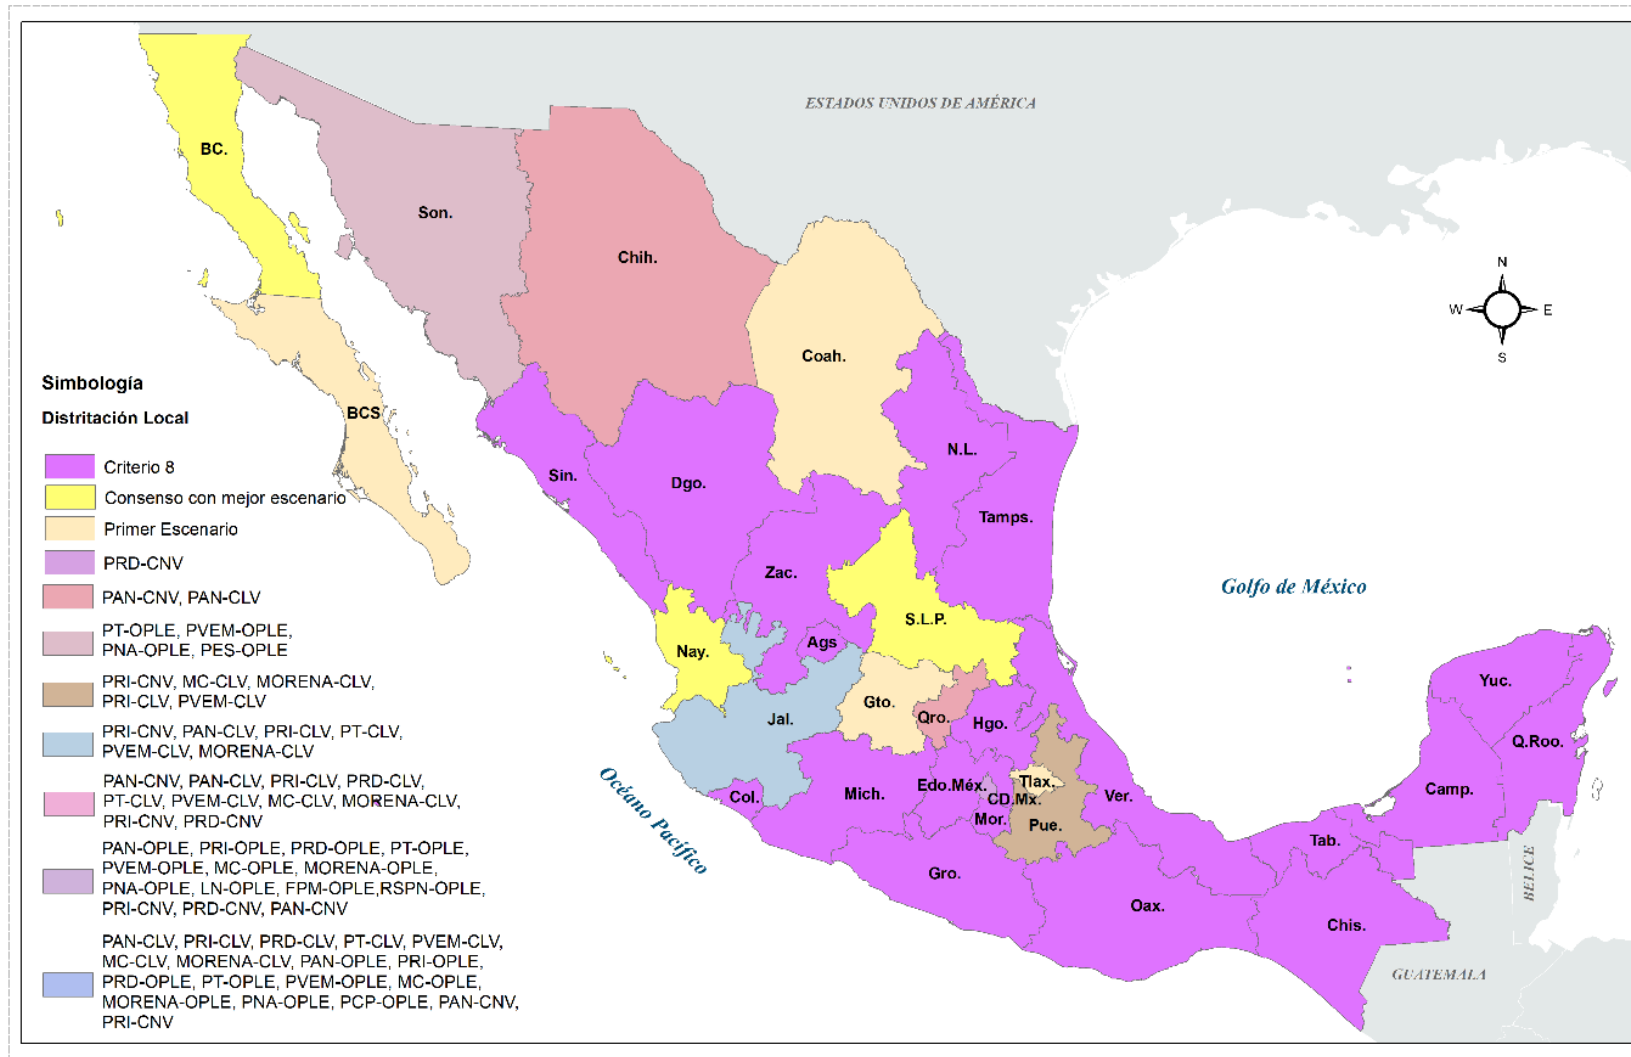 ESTADOS UNIDOS DE AMÉRICA
BC.
Son.
Chih.
Coah.
N
W
E
S
Simbología
Distritación Local
BCS
Criterio 8
Consenso con mejor escenario
Primer Escenario
PRD-CNV
PAN-CNV, PAN-CLV
PT-OPLE, PVEM-OPLE,
PNA-OPLE, PES-OPLE
PRI-CNV, MC-CLV, MORENA-CLV,
PRI-CLV, PVEM-CLV
PRI-CNV, PAN-CLV, PRI-CLV, PT-CLV,
PVEM-CLV, MORENA-CLV
PAN-CNV, PAN-CLV, PRI-CLV, PRD-CLV,
PT-CLV, PVEM-CLV, MC-CLV, MORENA-CLV,
PRI-CNV, PRD-CNV
PAN-OPLE, PRI-OPLE, PRD-OPLE, PT-OPLE,
PVEM-OPLE, MC-OPLE, MORENA-OPLE,
PNA-OPLE, LN-OPLE, FPM-OPLE,RSPN-OPLE,
PRI-CNV, PRD-CNV, PAN-CNV
PAN-CLV, PRI-CLV, PRD-CLV, PT-CLV, PVEM-CLV,
MC-CLV, MORENA-CLV, PAN-OPLE, PRI-OPLE,
PRD-OPLE, PT-OPLE, PVEM-OPLE, MC-OPLE,
MORENA-OPLE, PNA-OPLE, PCP-OPLE, PAN-CNV,
PRI-CNV
Sin.
Dgo.
N.L.
Tamps.
Zac.
S.L.P.
Nay.
Ags
Golfo de México
Jal.
Gto.
Qro.
Hgo.
Yuc.
Q.Roo.
Camp.
Océano Pacífico
Col.
Mich.
Edo.Méx.
Tlax.
CD.Mx.
Mor.
Pue.
Ver.
Tab.
Gro.
Oax.
Chis.
BELICE
GUATEMALA